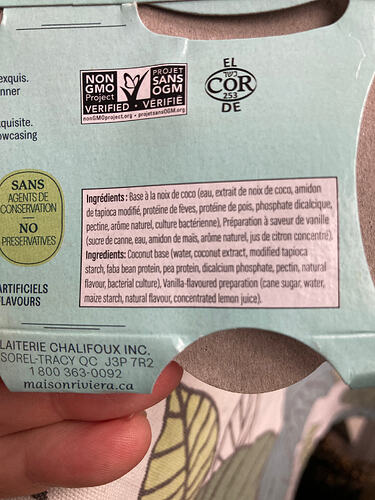 exquis.
nner
quisite.
owcasing
NON
GMO
Project
PROJET
SANS
OGM
VERIFIED • VÉRIFIÉ
nonGMOproject.org • projetsansOGM.org
EL
כשר
COR
253
DE
SANS
AGENTS DE
CONSERVATION
NO
PRESERVATIVES
ARTIFICIELS
FLAVOURS
Ingrédients : Base à la noix de coco (eau, extrait de noix de coco, amidon
de tapioca modifié, protéine de fèves, protéine de pois, phosphate dicalcique,
pectine, arôme naturel, culture bactérienne), Préparation à saveur de vanille
(sucre de canne, eau, amidon de maïs, arôme naturel, jus de citron concentré).
Ingredients: Coconut base (water, coconut extract, modified tapioca
starch, faba bean protein, pea protein, dicalcium phosphate, pectin, natural
flavour, bacterial culture), Vanilla-flavoured preparation (cane sugar, water,
maize starch, natural flavour, concentrated lemon juice).
LAITERIE CHALIFOUX INC.
SOREL-TRACY QC J3P 7R2
1 800 363-0092
maisonriviera.ca